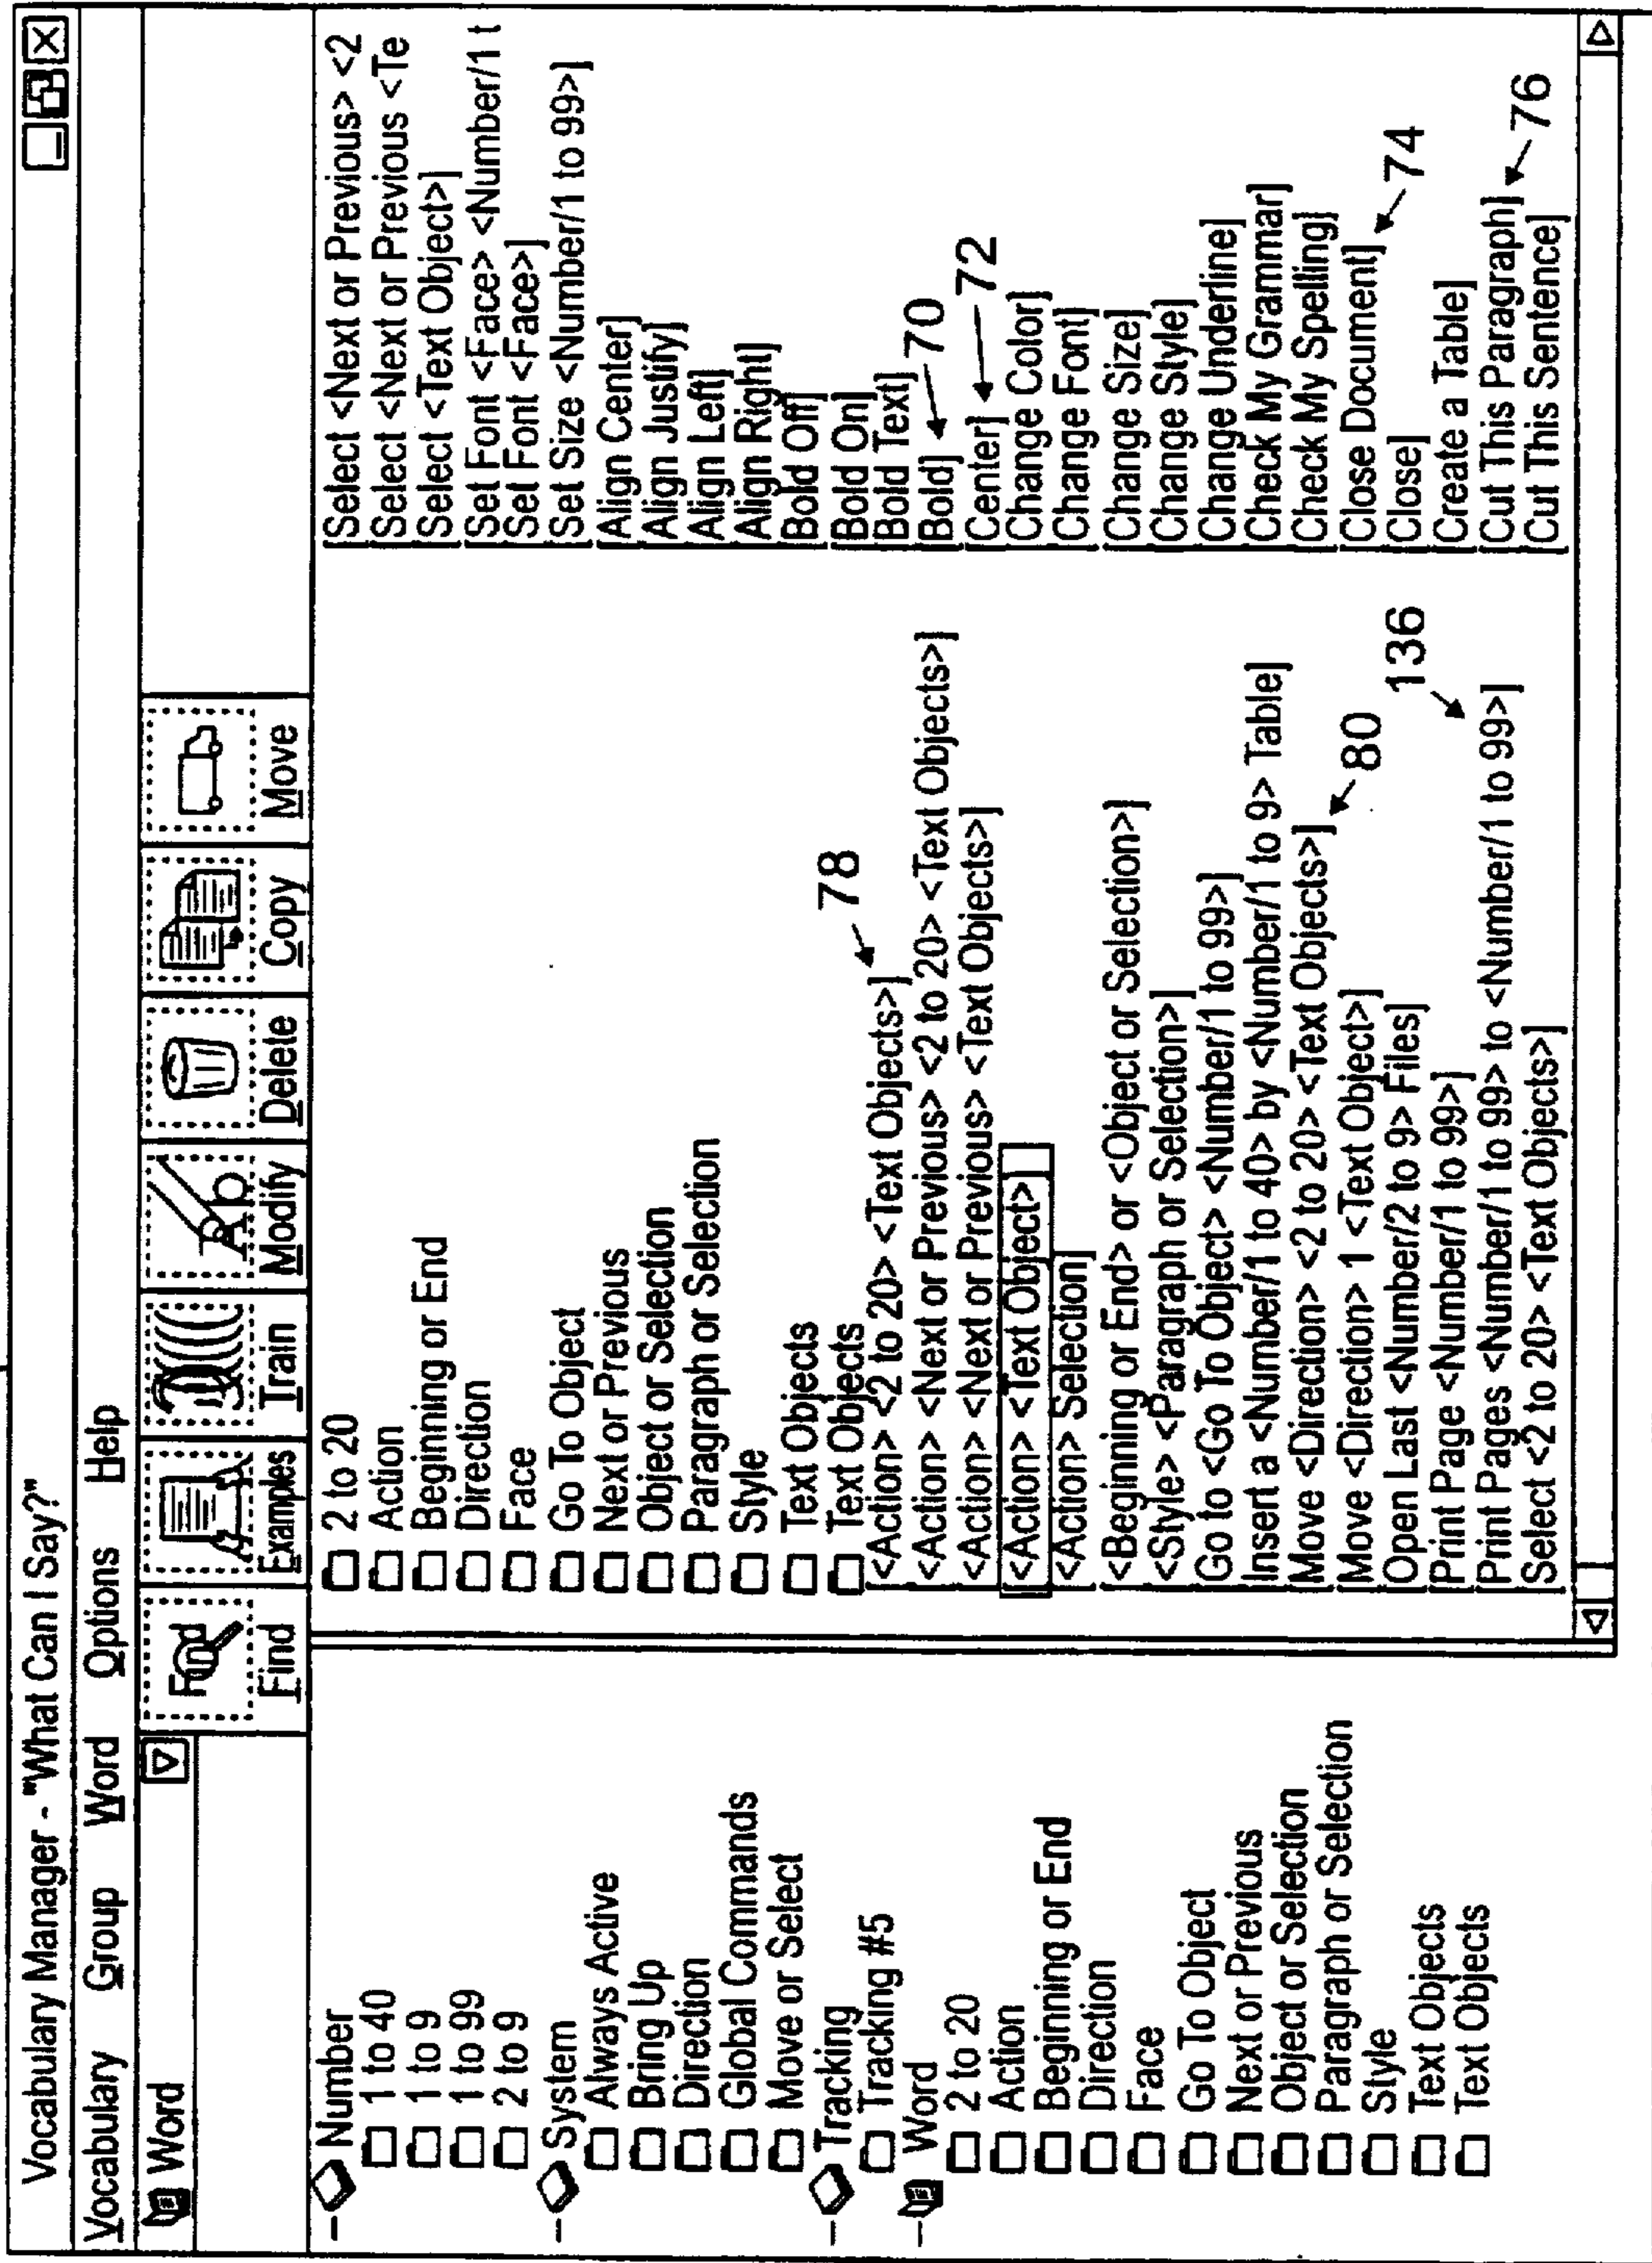 Vocabulary Manager - "What Can I Say?"
Vocabulary Group Word Options Help
Word
Find
Find Examples Train Modify Delete Copy Move
Number
1 to 40
1 to 9
1 to 99
2 to 9
System
Always Active
Bring Up
Direction
Global Commands
Move or Select
Tracking
Tracking #5
Word
2 to 20
Action
Beginning or End
Direction
Face
Go To Object
Next or Previous
Object or Selection
Paragraph or Selection
Style
Text Objects
Text Objects
2 to 20
Action
Beginning or End
Direction
Face
Go To Object
Next or Previous
Object or Selection
Paragraph or Selection
Style
Text Objects
Text Objects
[<Action> <2 to 20> <Text Objects>] 78
[<Action> <Next or Previous> <2 to 20> <Text Objects>]
[<Action> <Next or Previous> <Text Objects>]
[<Action> <Text Object>]
[<Action> Selection]
[<Beginning or End> or <Object or Selection>]
[<Style> <Paragraph or Selection>]
[Go to <Go To Object> <Number/1 to 99>]
[Insert a <Number/1 to 40> by <Number/1 to 9> Table]
[Move <Direction> <2 to 20> <Text Objects>] 80
[Move <Direction> 1 <Text Object>]
[Open Last <Number/2 to 9> Files]
[Print Page <Number/1 to 99>]
[Print Pages <Number/1 to 99> to <Number/1 to 99>] 136
[Select <2 to 20> <Text Objects>]
[Select <Next or Previous> <2
[Select <Next or Previous <Te
[Select <Text Object>]
[Set Font <Face> <Number/1 t
[Set Font <Face>]
[Set Size <Number/1 to 99>]
[Align Center]
[Align Justify]
[Align Left]
[Align Right]
[Bold Off]
[Bold On]
[Bold Text]
[Bold] 70
[Center] 72
[Change Color]
[Change Font]
[Change Size]
[Change Style]
[Change Underline]
[Check My Grammar]
[Check My Spelling]
[Close Document] 74
[Close]
[Create a Table]
[Cut This Paragraph] 76
[Cut This Sentence]